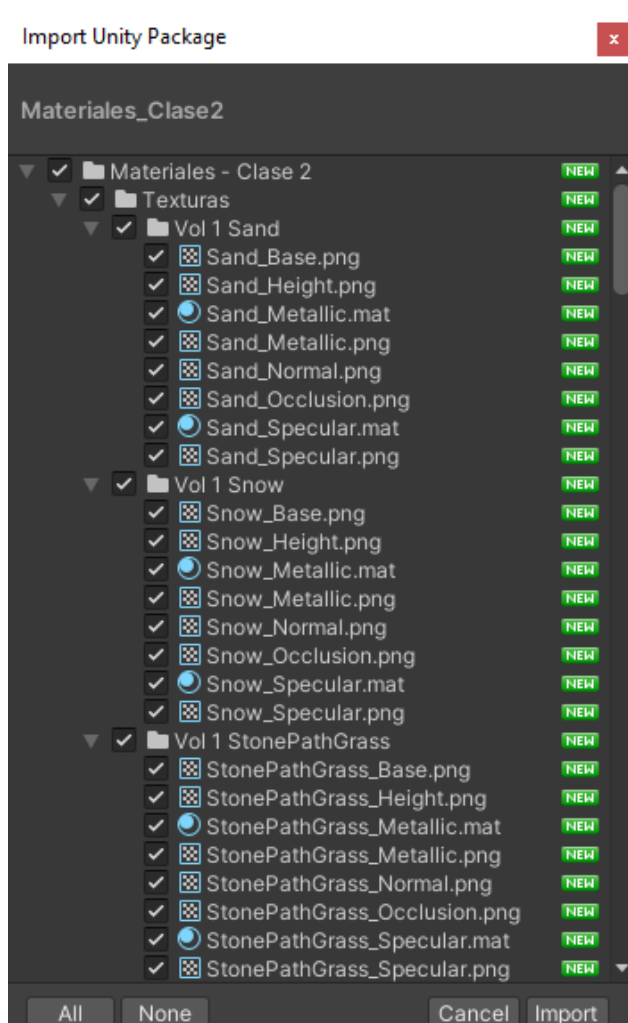 Import Unity Package
x
Materiales_Clase2
Materiales - Clase 2 NEW
Texturas NEW
Vol 1 Sand NEW
Sand_Base.png NEW
Sand_Height.png NEW
Sand_Metallic.mat NEW
Sand_Metallic.png NEW
Sand_Normal.png NEW
Sand_Occlusion.png NEW
Sand_Specular.mat NEW
Sand_Specular.png NEW
Vol 1 Snow NEW
Snow_Base.png NEW
Snow_Height.png NEW
Snow_Metallic.mat NEW
Snow_Metallic.png NEW
Snow_Normal.png NEW
Snow_Occlusion.png NEW
Snow_Specular.mat NEW
Snow_Specular.png NEW
Vol 1 StonePathGrass NEW
StonePathGrass_Base.png NEW
StonePathGrass_Height.png NEW
StonePathGrass_Metallic.mat NEW
StonePathGrass_Metallic.png NEW
StonePathGrass_Normal.png NEW
StonePathGrass_Occlusion.png NEW
StonePathGrass_Specular.mat NEW
StonePathGrass_Specular.png NEW
All None Cancel Import